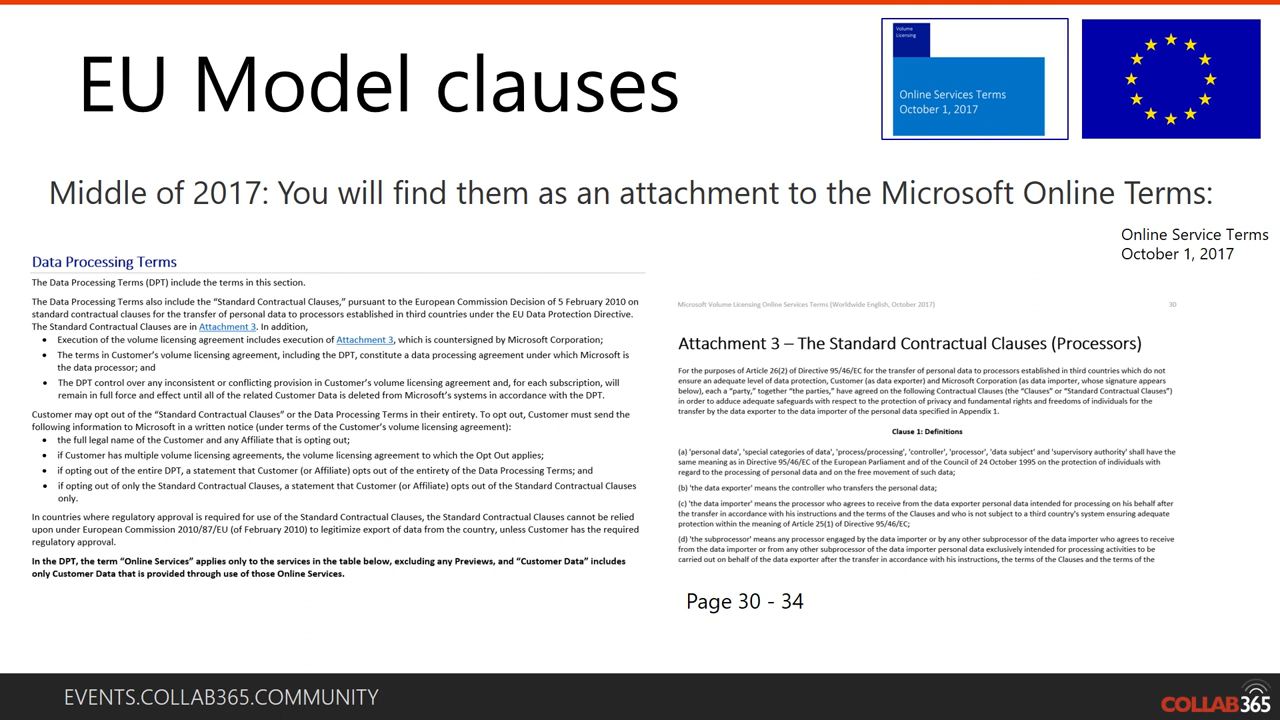 EU Model clauses
Volume
Licensing
Online Services Terms
October 1, 2017
Middle of 2017: You will find them as an attachment to the Microsoft Online Terms:
Online Service Terms
October 1, 2017
Data Processing Terms
The Data Processing Terms (DPT) include the terms in this section.
The Data Processing Terms also include the “Standard Contractual Clauses,” pursuant to the European Commission Decision of 5 February 2010 on
standard contractual clauses for the transfer of personal data to processors established in third countries under the EU Data Protection Directive.
The Standard Contractual Clauses are in Attachment 3. In addition,
• Execution of the volume licensing agreement includes execution of Attachment 3, which is countersigned by Microsoft Corporation;
• The terms in Customer’s volume licensing agreement, including the DPT, constitute a data processing agreement under which Microsoft is
the data processor; and
• The DPT control over any inconsistent or conflicting provision in Customer’s volume licensing agreement and, for each subscription, will
remain in full force and effect until all of the related Customer Data is deleted from Microsoft’s systems in accordance with the DPT.
Customer may opt out of the “Standard Contractual Clauses” or the Data Processing Terms in their entirety. To opt out, Customer must send the
following information to Microsoft in a written notice (under terms of the Customer’s volume licensing agreement):
• the full legal name of the Customer and any Affiliate that is opting out;
• if Customer has multiple volume licensing agreements, the volume licensing agreement to which the Opt Out applies;
• if opting out of the entire DPT, a statement that Customer (or Affiliate) opts out of the entirety of the Data Processing Terms; and
• if opting out of only the Standard Contractual Clauses, a statement that Customer (or Affiliate) opts out of the Standard Contractual Clauses
only.
In countries where regulatory approval is required for use of the Standard Contractual Clauses, the Standard Contractual Clauses cannot be relied
upon under European Commission 2010/87/EU (of February 2010) to legitimize export of data from the country, unless Customer has the required
regulatory approval.
In the DPT, the term “Online Services” applies only to the services in the table below, excluding any Previews, and “Customer Data” includes
only Customer Data that is provided through use of those Online Services.
Microsoft Volume Licensing Online Services Terms (Worldwide English, October 2017) 30
Attachment 3 – The Standard Contractual Clauses (Processors)
For the purposes of Article 26(2) of Directive 95/46/EC for the transfer of personal data to processors established in third countries which do not
ensure an adequate level of data protection, Customer (as data exporter) and Microsoft Corporation (as data importer, whose signature appears
below), each a “party,” together “the parties,” have agreed on the following Contractual Clauses (the “Clauses” or “Standard Contractual Clauses”)
in order to adduce adequate safeguards with respect to the protection of privacy and fundamental rights and freedoms of individuals for the
transfer by the data exporter to the data importer of the personal data specified in Appendix 1.
Clause 1: Definitions
(a) 'personal data', 'special categories of data', 'process/processing', 'controller', 'processor', 'data subject' and 'supervisory authority' shall have the
same meaning as in Directive 95/46/EC of the European Parliament and of the Council of 24 October 1995 on the protection of individuals with
regard to the processing of personal data and on the free movement of such data;
(b) 'the data exporter' means the controller who transfers the personal data;
(c) 'the data importer' means the processor who agrees to receive from the data exporter personal data intended for processing on his behalf after
the transfer in accordance with his instructions and the terms of the Clauses and who is not subject to a third country's system ensuring adequate
protection within the meaning of Article 25(1) of Directive 95/46/EC;
(d) 'the subprocessor' means any processor engaged by the data importer or by any other subprocessor of the data importer who agrees to receive
from the data importer or from any other subprocessor of the data importer personal data exclusively intended for processing activities to be
carried out on behalf of the data exporter after the transfer in accordance with his instructions, the terms of the Clauses and the terms of the
Page 30 - 34
EVENTS.COLLAB365.COMMUNITY
COLLAB365